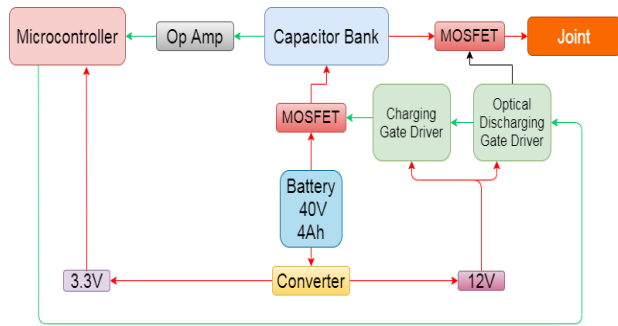 Microcontroller
Op Amp
Capacitor Bank
MOSFET
Joint
MOSFET
Charging
Gate Driver
Optical
Discharging
Gate Driver
Battery
40V
4Ah
3.3V
Converter
12V